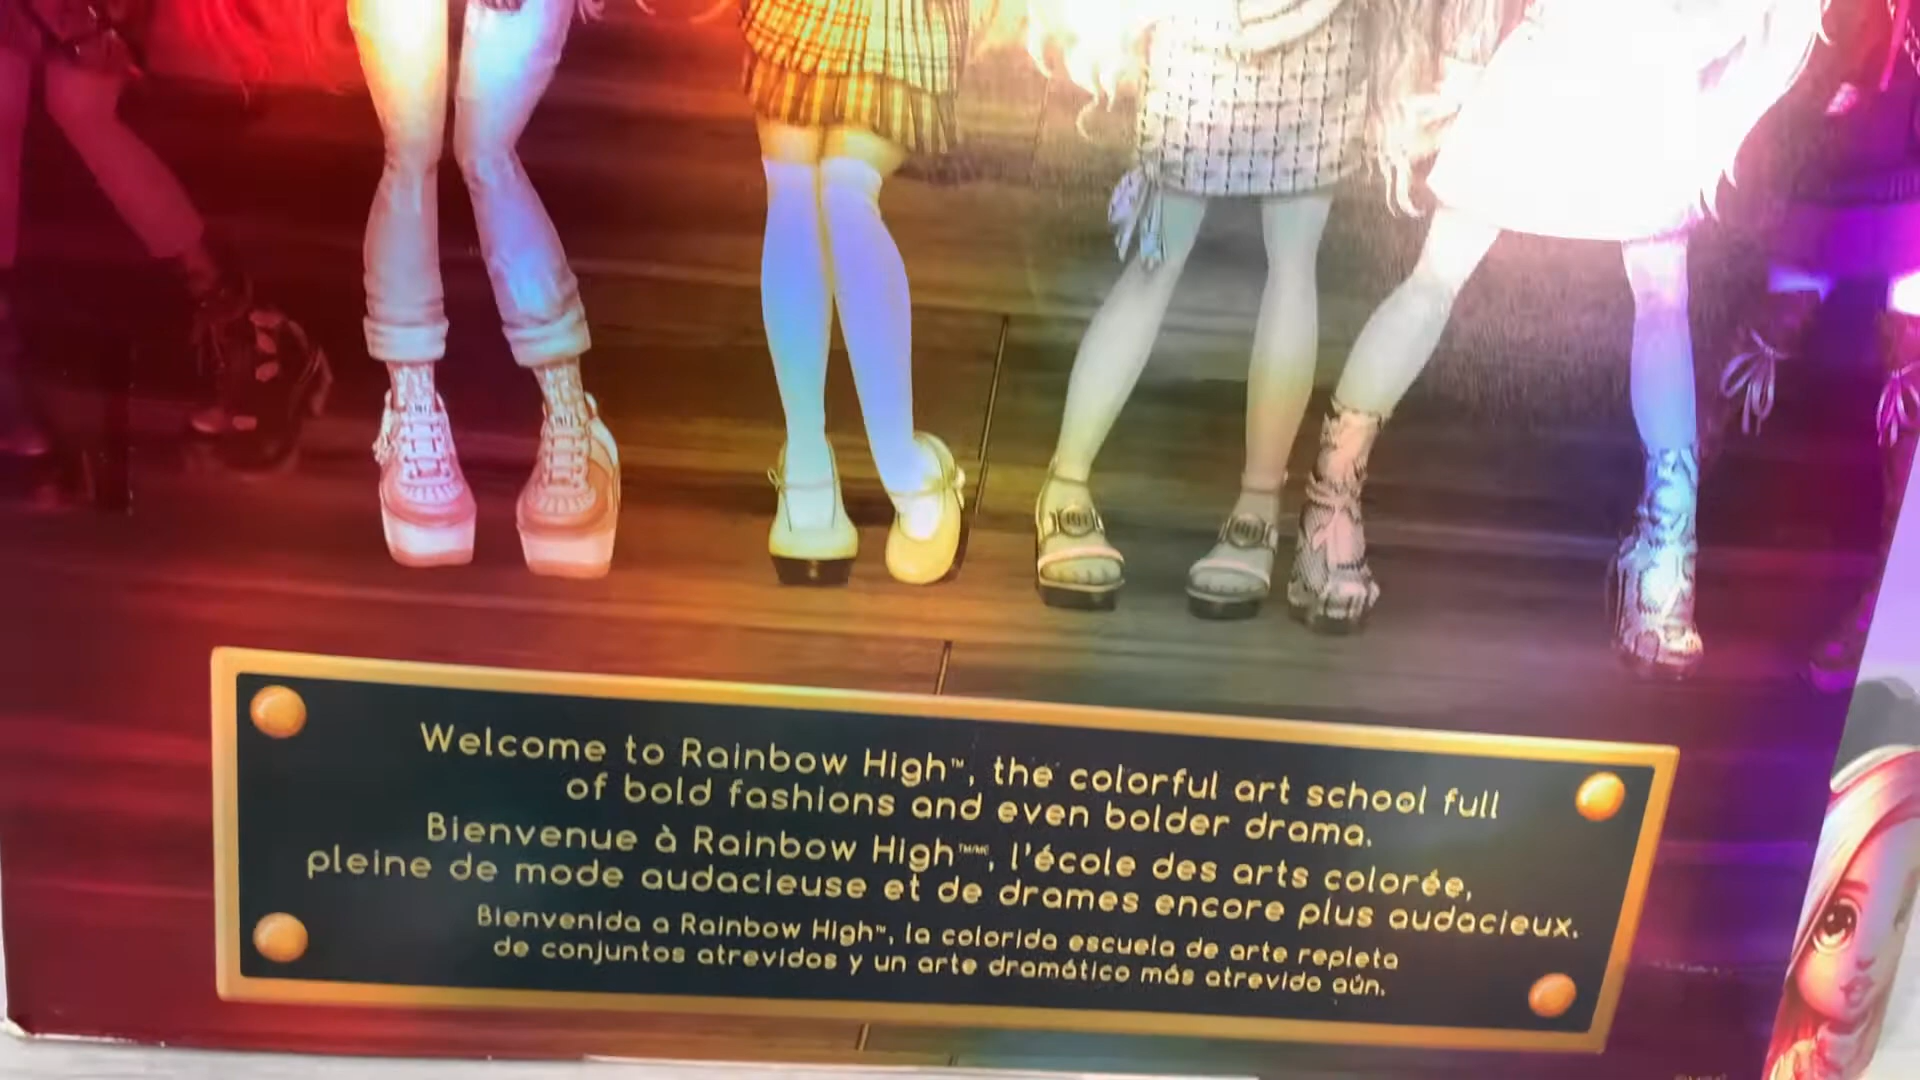 Welcome to Rainbow High™, the colorful art school full
of bold fashions and even bolder drama.
Bienvenue à Rainbow High™/MC, l'école des arts colorée,
pleine de mode audacieuse et de drames encore plus audacieux.
Bienvenida a Rainbow High™, la colorida escuela de arte repleta
de conjuntos atrevidos y un arte dramático más atrevido aún.